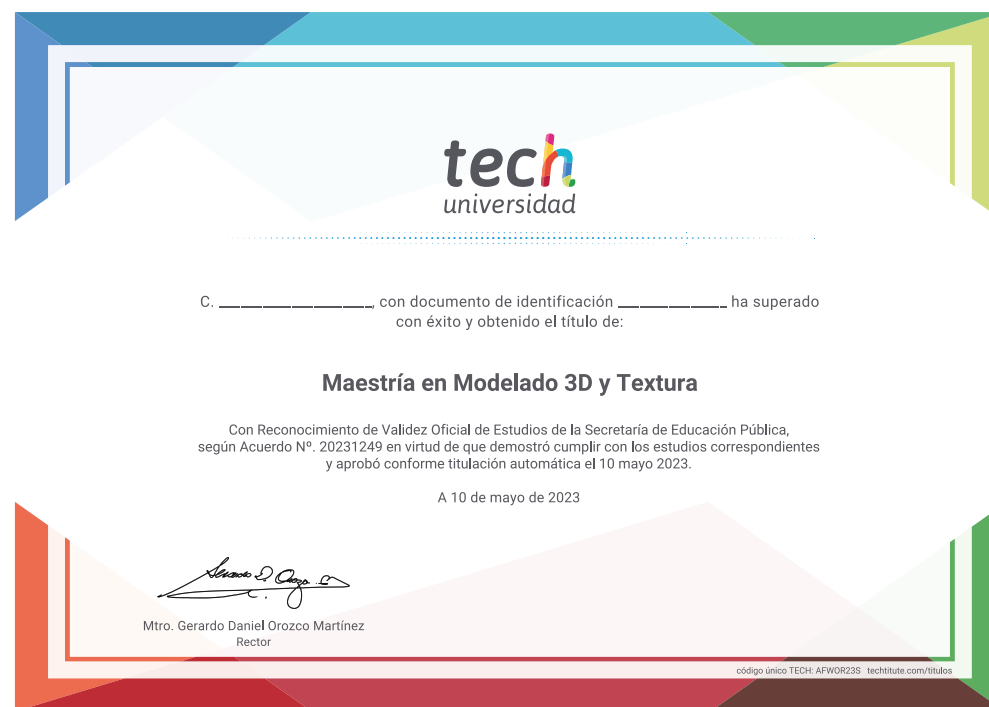 tech
universidad
C. ____________________, con documento de identificación ______________ ha superado
con éxito y obtenido el título de:
Maestría en Modelado 3D y Textura
Con Reconocimiento de Validez Oficial de Estudios de la Secretaría de Educación Pública,
según Acuerdo Nº. 20231249 en virtud de que demostró cumplir con los estudios correspondientes
y aprobó conforme titulación automática el 10 mayo 2023.
A 10 de mayo de 2023
Mtro. Gerardo Daniel Orozco Martínez
Rector
código único TECH: AFWOR23S techtitute.com/titulos